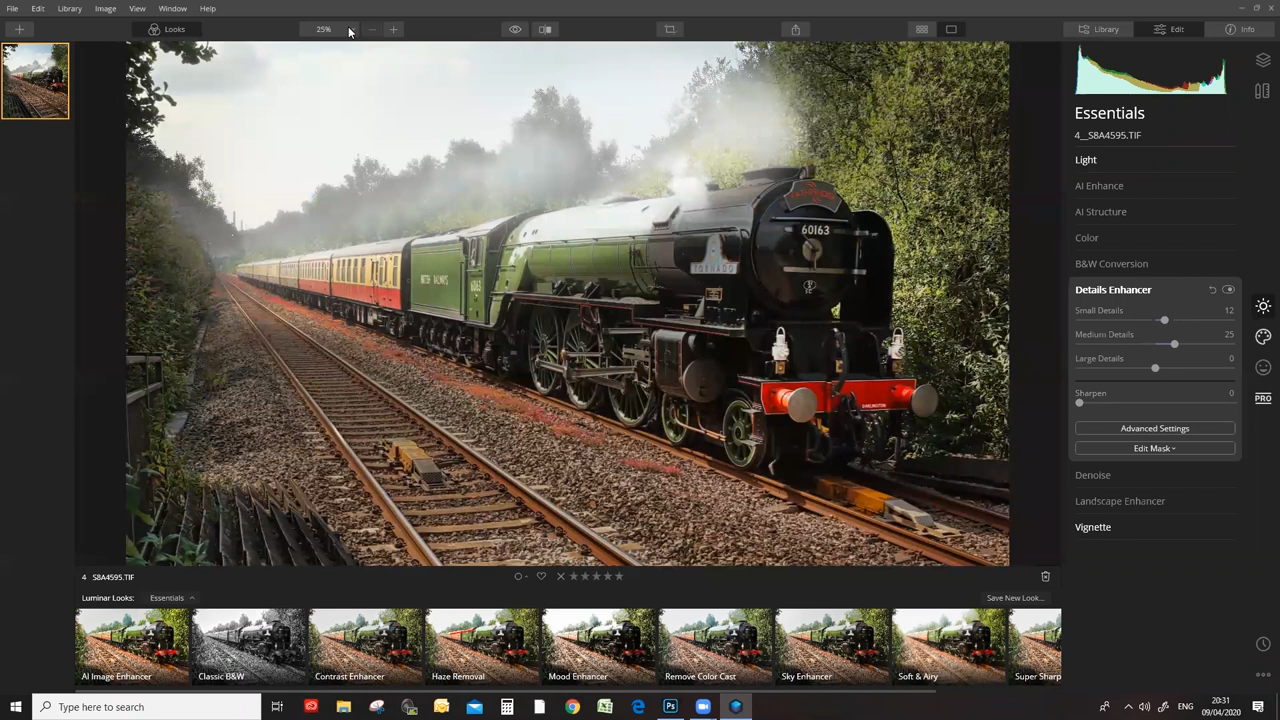 File Edit Library Image View Window Help
Looks 25% Library Edit Info
Essentials
4__S8A4595.TIF
Light
AI Enhance
AI Structure
Color
B&W Conversion
Details Enhancer
Small Details 12
Medium Details 25
Large Details 0
Sharpen 0
Advanced Settings
Edit Mask
Denoise
Landscape Enhancer
Vignette
PRO
60163
TORNADO
BRITISH RAILWAYS
DARLINGTON
4__S8A4595.TIF
Luminar Looks: Essentials Save New Look...
AI Image Enhancer Classic B&W Contrast Enhancer Haze Removal Mood Enhancer Remove Color Cast Sky Enhancer Soft & Airy Super Sharp
Type here to search
Ps
ENG
20:31
09/04/2020